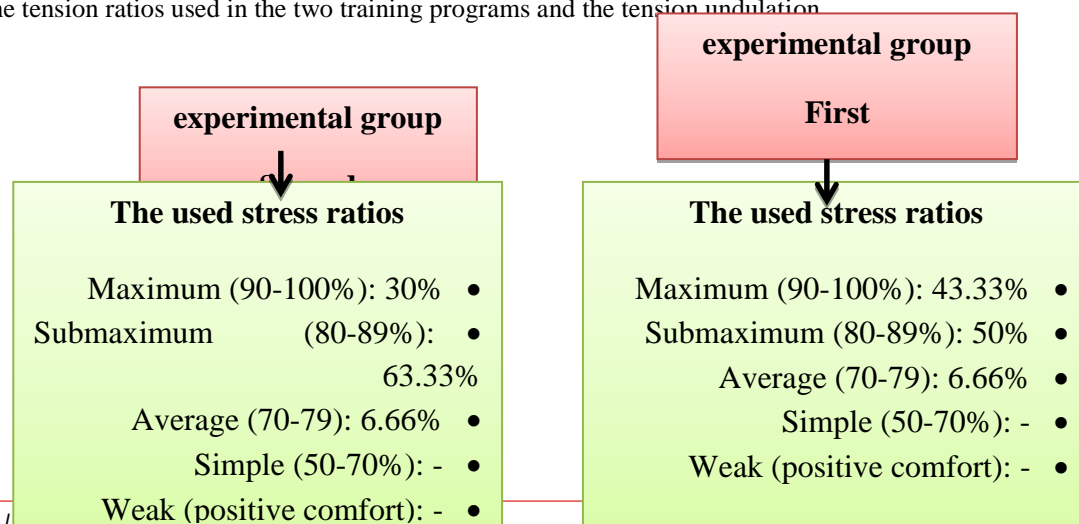 he tension ratios used in the two training programs and the tension undulation
experimental group
First
experimental group
The used stress ratios
Maximum (90-100%): 30% •
Submaximum (80-89%): •
63.33%
Average (70-79): 6.66% •
Simple (50-70%): - •
Weak (positive comfort): - •
The used stress ratios
Maximum (90-100%): 43.33% •
Submaximum (80-89%): 50% •
Average (70-79): 6.66% •
Simple (50-70%): - •
Weak (positive comfort): - •